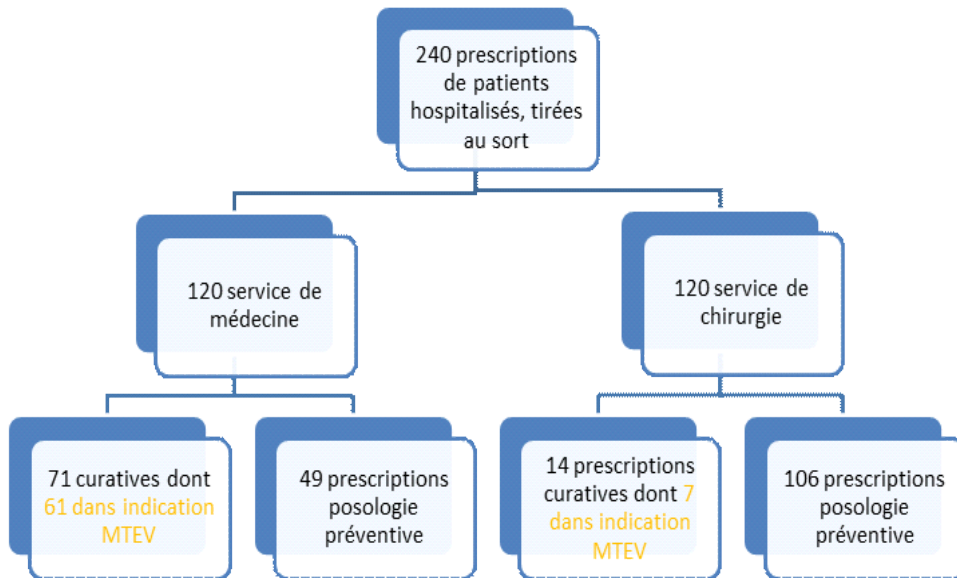 240 prescriptions
de patients
hospitalisés, tirées
au sort
120 service de
médecine
120 service de
chirurgie
71 curatives dont
61 dans indication
MTEV
49 prescriptions
posologie
préventive
14 prescriptions
curatives dont 7
dans indication
MTEV
106 prescriptions
posologie
préventive